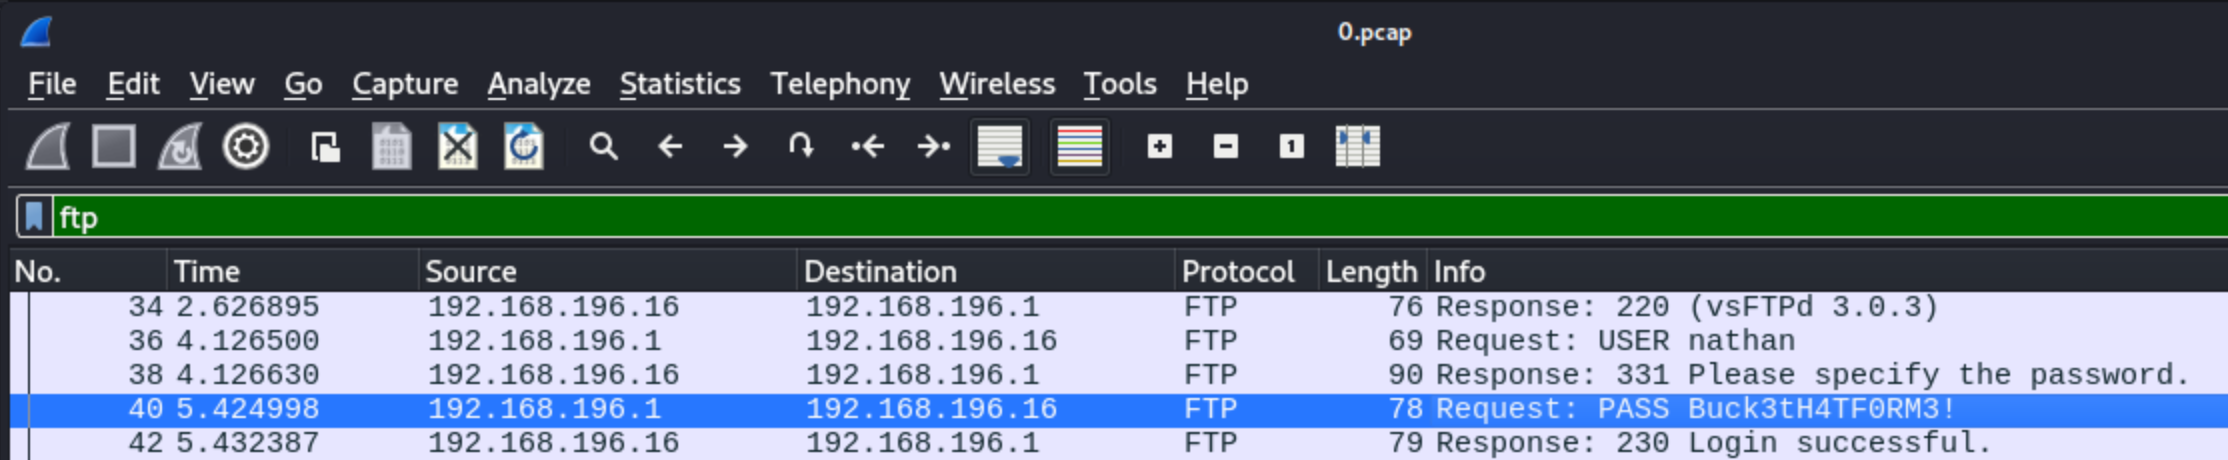 0.pcap
File Edit View Go Capture Analyze Statistics Telephony Wireless Tools Help
ftp
No. Time Source Destination Protocol Length Info
34 2.626895 192.168.196.16 192.168.196.1 FTP 76 Response: 220 (vsFTPd 3.0.3)
36 4.126500 192.168.196.1 192.168.196.16 FTP 69 Request: USER nathan
38 4.126630 192.168.196.16 192.168.196.1 FTP 90 Response: 331 Please specify the password.
40 5.424998 192.168.196.1 192.168.196.16 FTP 78 Request: PASS Buck3tH4TF0RM3!
42 5.432387 192.168.196.16 192.168.196.1 FTP 79 Response: 230 Login successful.